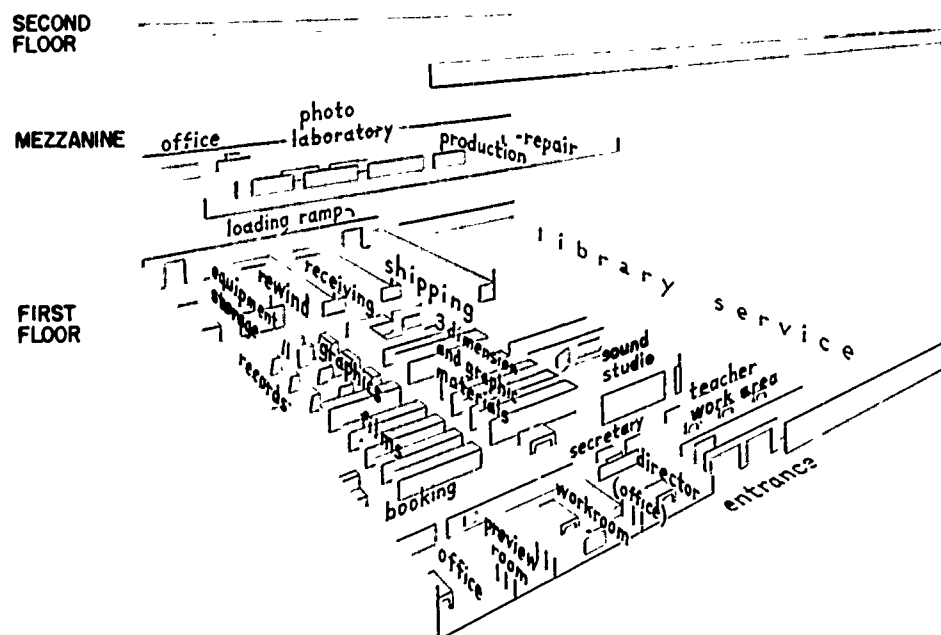 SECOND
FLOOR
MEZZANINE
office
photo
laboratory
production
-repair
loading ramp
library service
FIRST
FLOOR
equipment
storage
rewind
receiving
shipping
records
graphics
films
3 dimension
and graphic
materials
sound
studio
teacher
work area
booking
secretary
director
(office)
workroom
entrance
preview
room
office